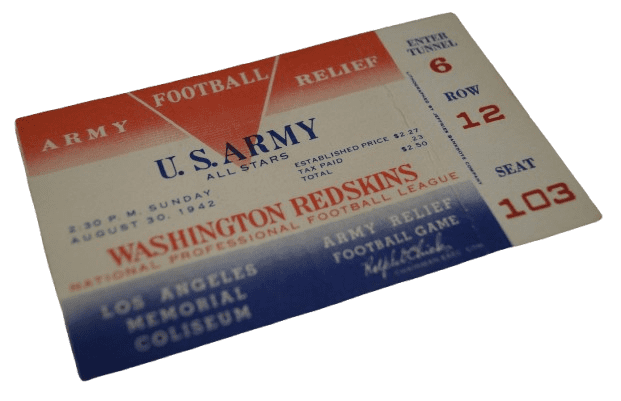 ARMY FOOTBALL RELIEF
U.S. ARMY
ALL STARS
ESTABLISHED PRICE $2.27
TAX PAID 23
TOTAL $2.50
2:30 P.M. SUNDAY
AUGUST 30, 1942
WASHINGTON REDSKINS
NATIONAL PROFESSIONAL FOOTBALL LEAGUE
LOS ANGELES
MEMORIAL
COLISEUM
ARMY RELIEF
FOOTBALL GAME
CHAIRMAN
ENTER
TUNNEL
6
ROW
12
SEAT
103